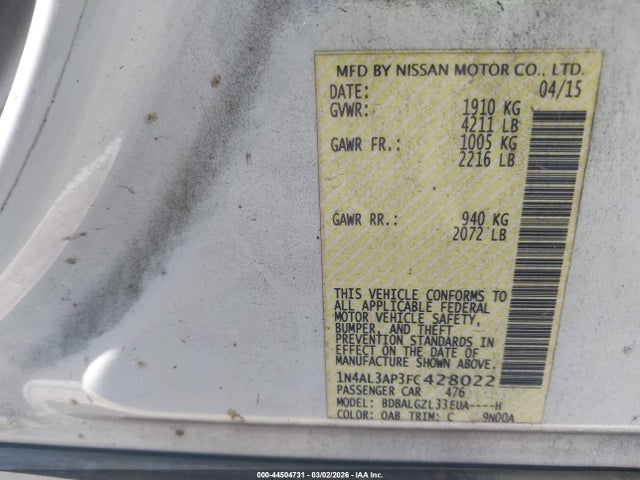 MFD BY NISSAN MOTOR CO., LTD.
DATE: 04/15
GVWR: 1910 KG
4211 LB
GAWR FR.: 1005 KG
2216 LB
GAWR RR.: 940 KG
2072 LB
THIS VEHICLE CONFORMS TO
ALL APPLICABLE FEDERAL
MOTOR VEHICLE SAFETY,
BUMPER, AND THEFT
PREVENTION STANDARDS IN
EFFECT ON THE DATE OF
MANUFACTURE SHOWN ABOVE.
1N4AL3AP3FC428022
PASSENGER CAR 476
MODEL: BDBALGZL33EUA----H
COLOR: QAB TRIM: C 9N00A
000-44504731 - 03/02/2026 - IAA Inc.